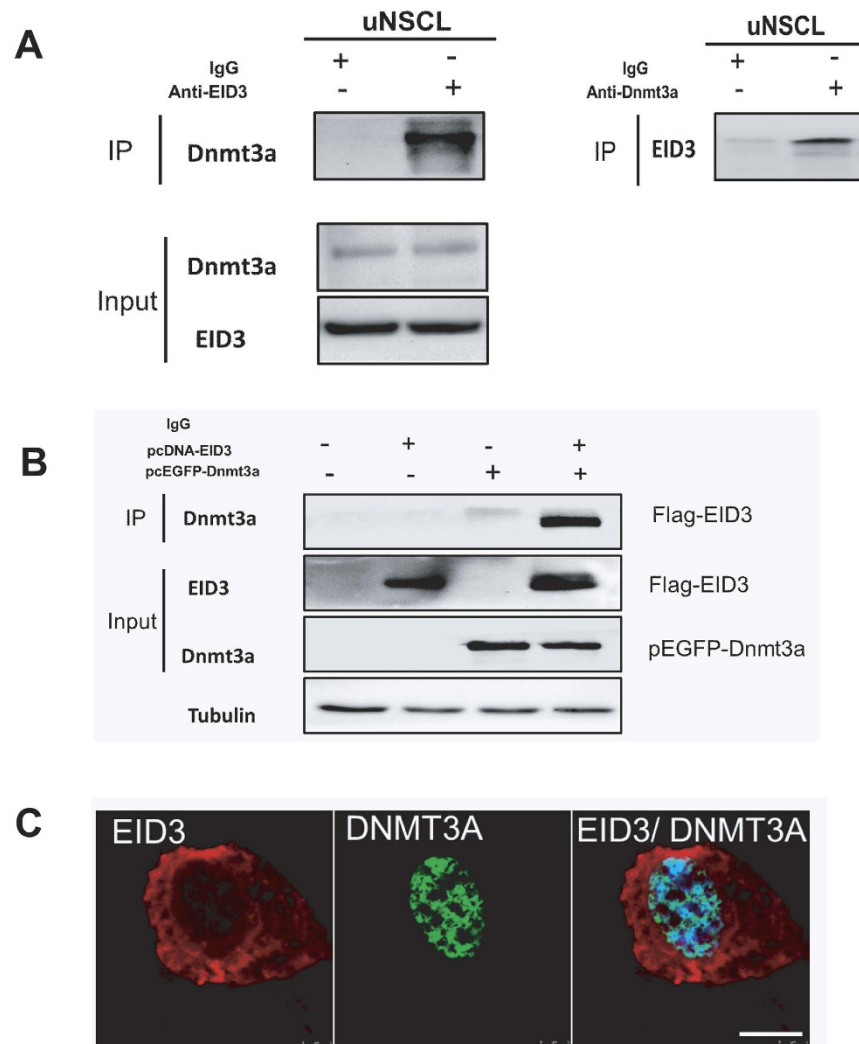 A
uNSCL
IgG + -
Anti-EID3 - +
IP Dnmt3a
Input
Dnmt3a
EID3
uNSCL
IgG + -
Anti-Dnmt3a - +
IP EID3
B
IgG
pcDNA-EID3 - + - +
pcEGFP-Dnmt3a - - + +
IP Dnmt3a Flag-EID3
Input
EID3 Flag-EID3
Dnmt3a pEGFP-Dnmt3a
Tubulin
C
EID3 DNMT3A EID3/ DNMT3A